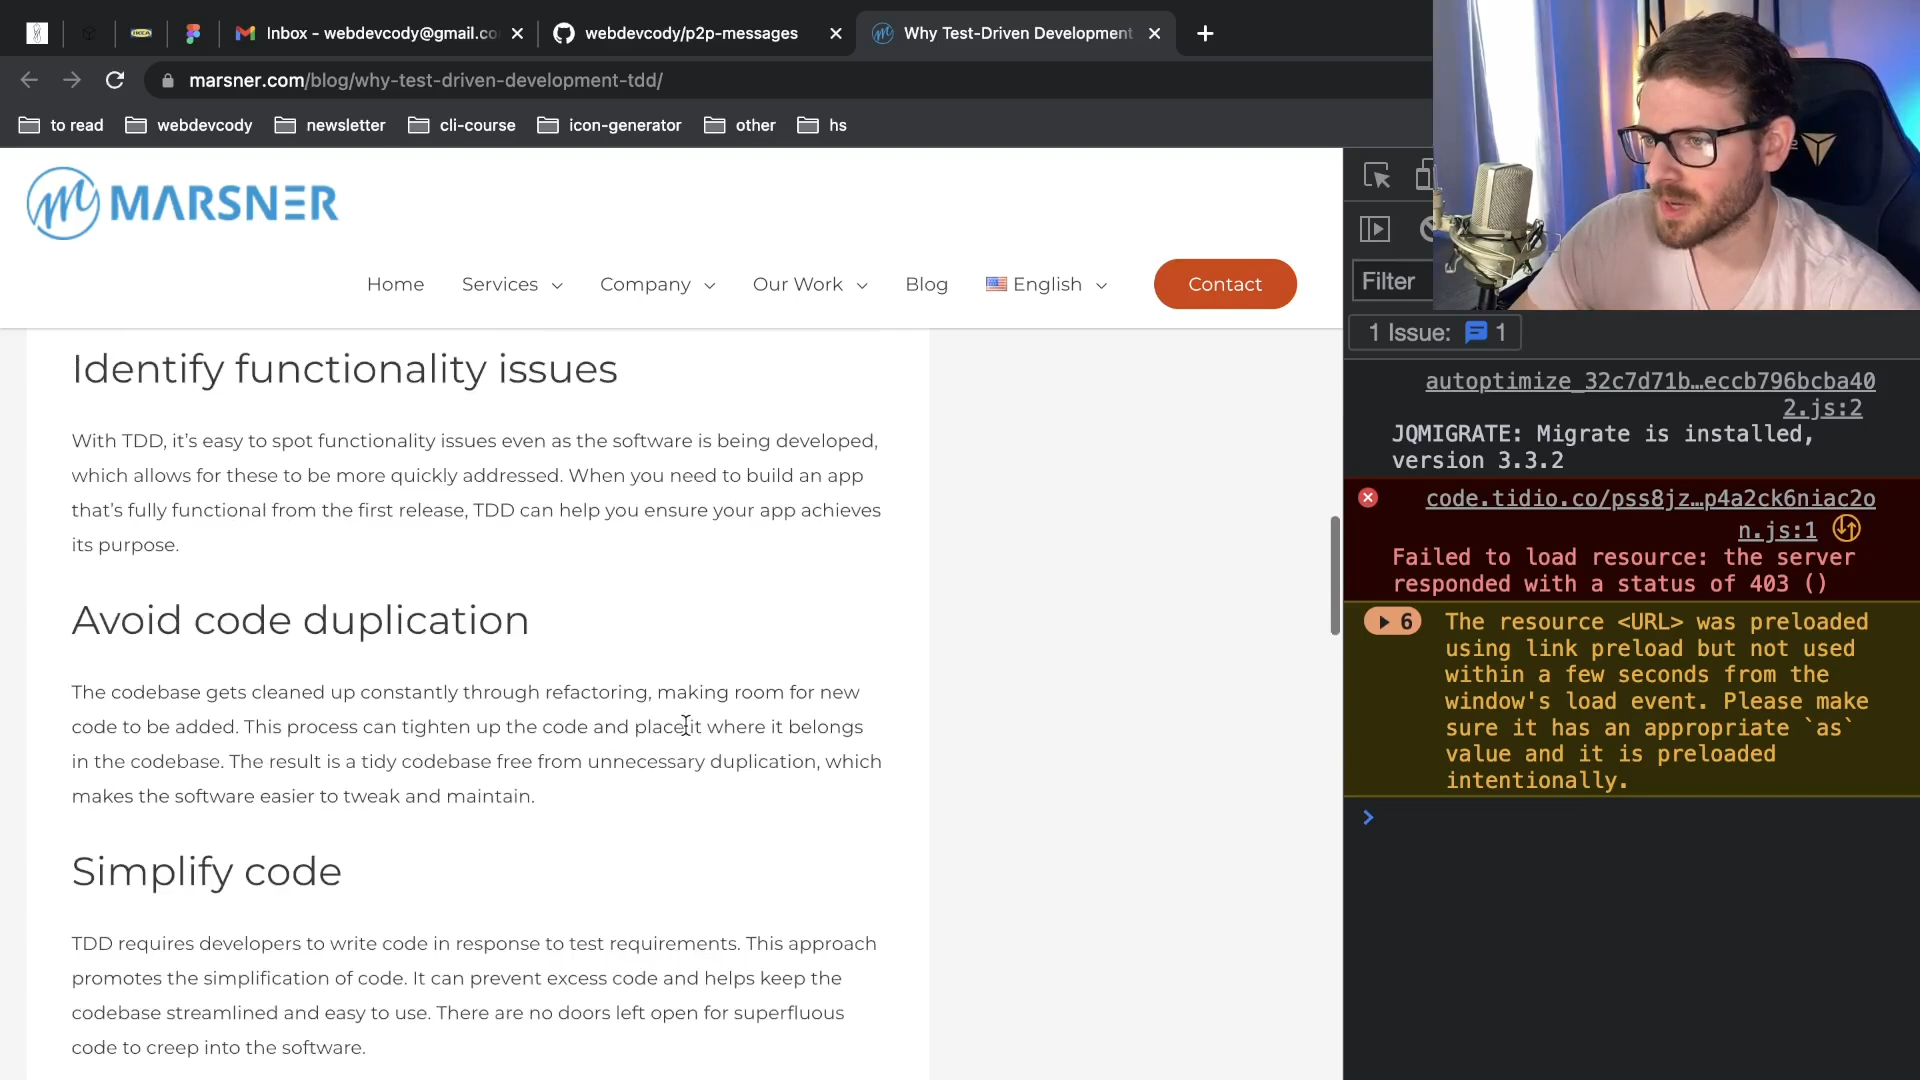 Inbox - webdevcody@gmail.co
webdevcody/p2p-messages
Why Test-Driven Development
marsner.com/blog/why-test-driven-development-tdd/
to read
webdevcody
newsletter
cli-course
icon-generator
other
hs
MARSNER
Home
Services
Company
Our Work
Blog
English
Contact
Identify functionality issues
With TDD, it's easy to spot functionality issues even as the software is being developed,
which allows for these to be more quickly addressed. When you need to build an app
that's fully functional from the first release, TDD can help you ensure your app achieves
its purpose.
Avoid code duplication
The codebase gets cleaned up constantly through refactoring, making room for new
code to be added. This process can tighten up the code and place it where it belongs
in the codebase. The result is a tidy codebase free from unnecessary duplication, which
makes the software easier to tweak and maintain.
Simplify code
TDD requires developers to write code in response to test requirements. This approach
promotes the simplification of code. It can prevent excess code and helps keep the
codebase streamlined and easy to use. There are no doors left open for superfluous
code to creep into the software.
Filter
1 Issue: 1
autoptimize_32c7d71b…eccb796bcba40
2.js:2
JQMIGRATE: Migrate is installed,
version 3.3.2
code.tidio.co/pss8jz…p4a2ck6niac2o
n.js:1
Failed to load resource: the server
responded with a status of 403 ()
6
The resource <URL> was preloaded
using link preload but not used
within a few seconds from the
window's load event. Please make
sure it has an appropriate `as`
value and it is preloaded
intentionally.